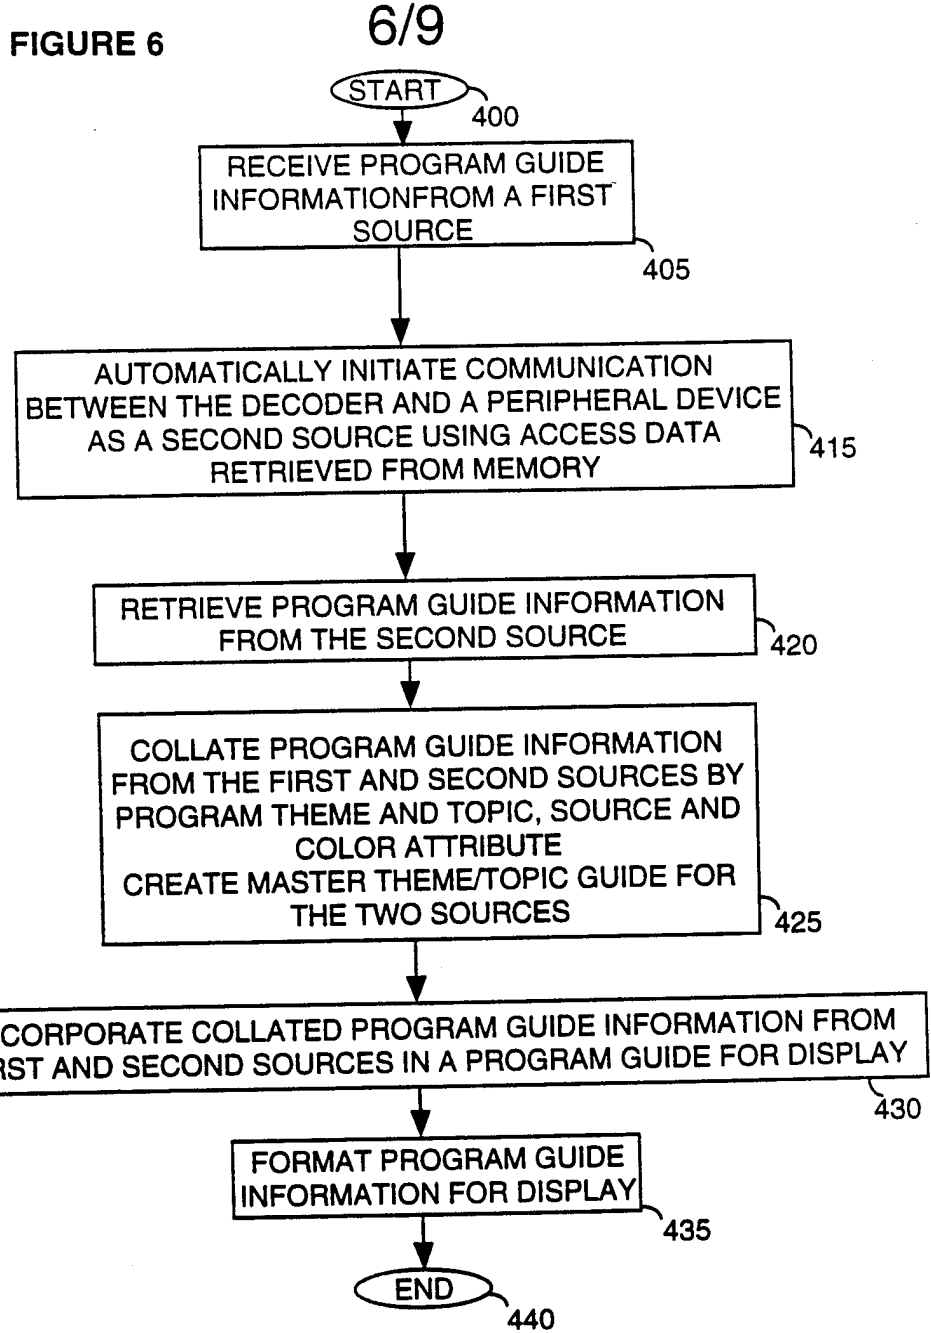 FIGURE 6
6/9
START
400
RECEIVE PROGRAM GUIDE
INFORMATIONFROM A FIRST
SOURCE
405
AUTOMATICALLY INITIATE COMMUNICATION
BETWEEN THE DECODER AND A PERIPHERAL DEVICE
AS A SECOND SOURCE USING ACCESS DATA
RETRIEVED FROM MEMORY
415
RETRIEVE PROGRAM GUIDE INFORMATION
FROM THE SECOND SOURCE
420
COLLATE PROGRAM GUIDE INFORMATION
FROM THE FIRST AND SECOND SOURCES BY
PROGRAM THEME AND TOPIC, SOURCE AND
COLOR ATTRIBUTE
CREATE MASTER THEME/TOPIC GUIDE FOR
THE TWO SOURCES
425
CORPORATE COLLATED PROGRAM GUIDE INFORMATION FROM
RST AND SECOND SOURCES IN A PROGRAM GUIDE FOR DISPLAY
430
FORMAT PROGRAM GUIDE
INFORMATION FOR DISPLAY
435
END
440